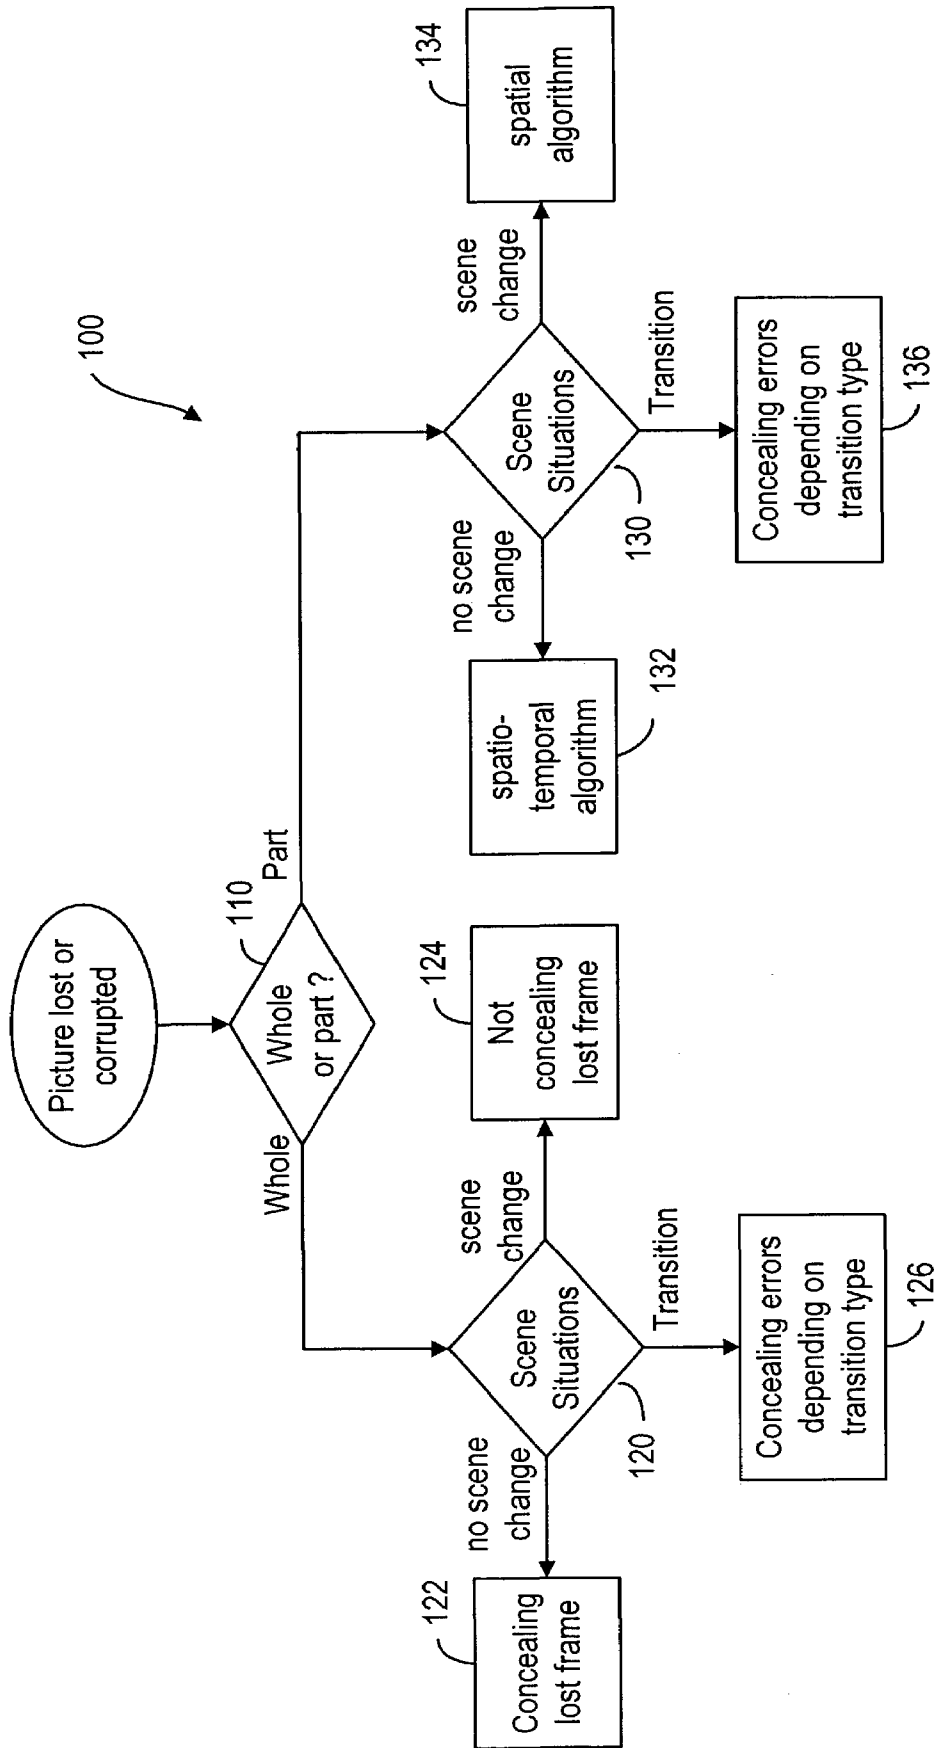 100
Picture lost or
corrupted
110
Whole
or part ?
Whole
Part
122
Concealing
lost frame
no scene
change
Scene
Situations
120
scene
change
124
Not
concealing
lost frame
Transition
Concealing errors
depending on
transition type
126
spatio-
temporal
algorithm
132
no scene
change
Scene
Situations
130
scene
change
134
spatial
algorithm
Transition
Concealing errors
depending on
transition type
136